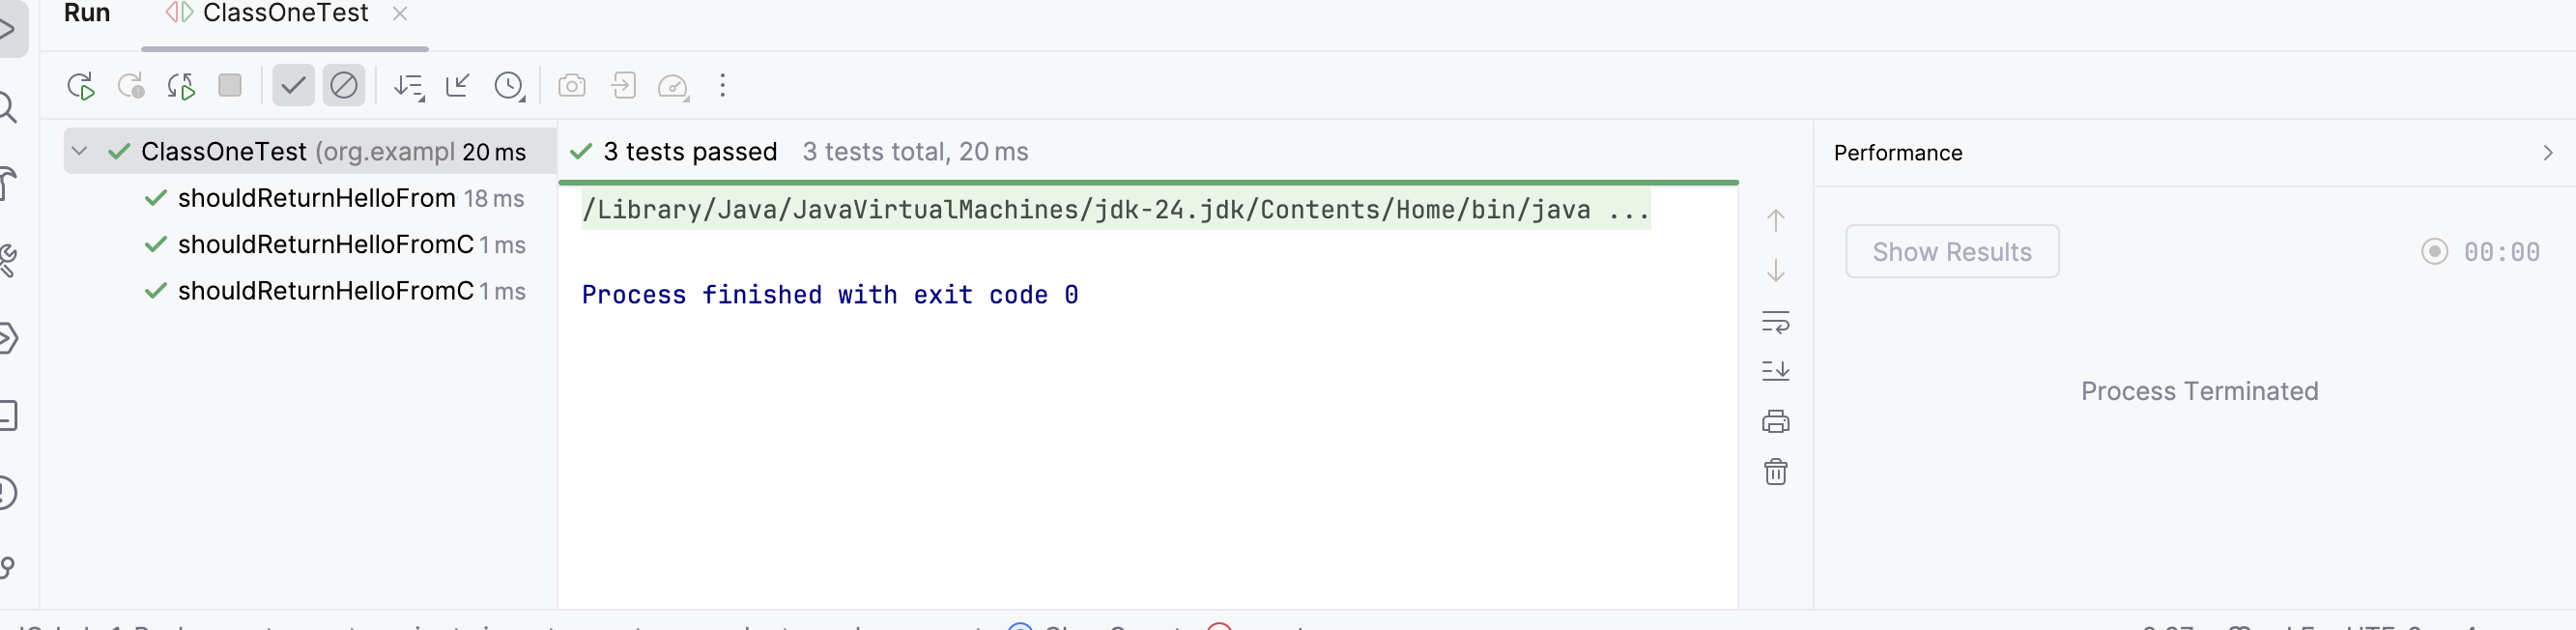 Run ClassOneTest
ClassOneTest (org.exampl 20 ms
shouldReturnHelloFrom 18 ms
shouldReturnHelloFromC 1 ms
shouldReturnHelloFromC 1 ms
3 tests passed 3 tests total, 20 ms
/Library/Java/JavaVirtualMachines/jdk-24.jdk/Contents/Home/bin/java ...
Process finished with exit code 0
Performance
Show Results 00:00
Process Terminated